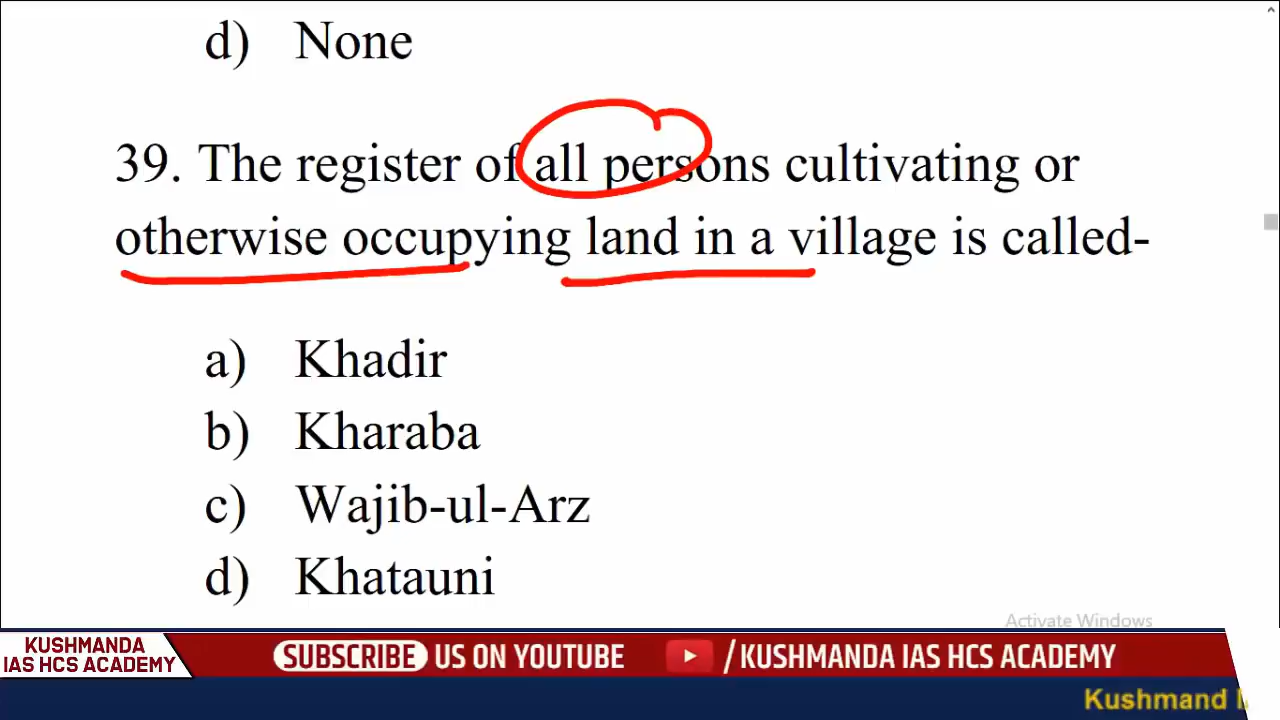 d) None
39. The register of all persons cultivating or
otherwise occupying land in a village is called-
a) Khadir
b) Kharaba
c) Wajib-ul-Arz
d) Khatauni
Activate Windows
KUSHMANDA
IAS HCS ACADEMY
SUBSCRIBE US ON YOUTUBE
/KUSHMANDA IAS HCS ACADEMY
Kushmand